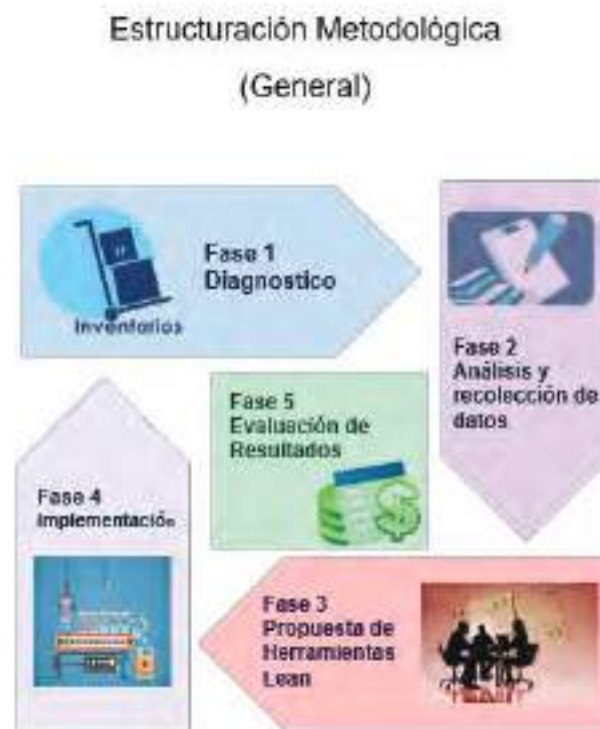 Estructuración Metodológica
(General)
Fase 1
Diagnostico
Inventarios
Fase 2
Análisis y
recolección de
datos
Fase 3
Propuesta de
Herramientas
Lean
Fase 4
Implementación
Fase 5
Evaluación de
Resultados